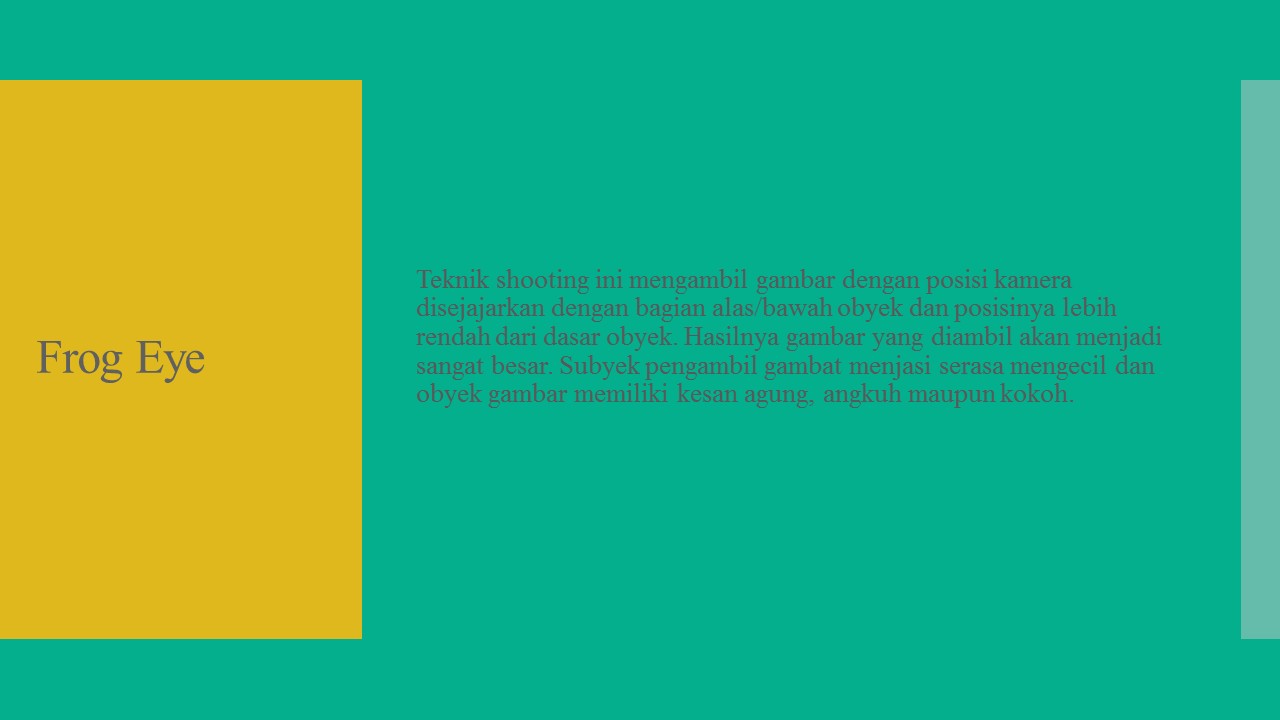 Frog Eye
Teknik shooting ini mengambil gambar dengan posisi kamera
disejajarkan dengan bagian alas/bawah obyek dan posisinya lebih
rendah dari dasar obyek. Hasilnya gambar yang diambil akan menjadi
sangat besar. Subyek pengambil gambat menjasi serasa mengecil dan
obyek gambar memiliki kesan agung, angkuh maupun kokoh.